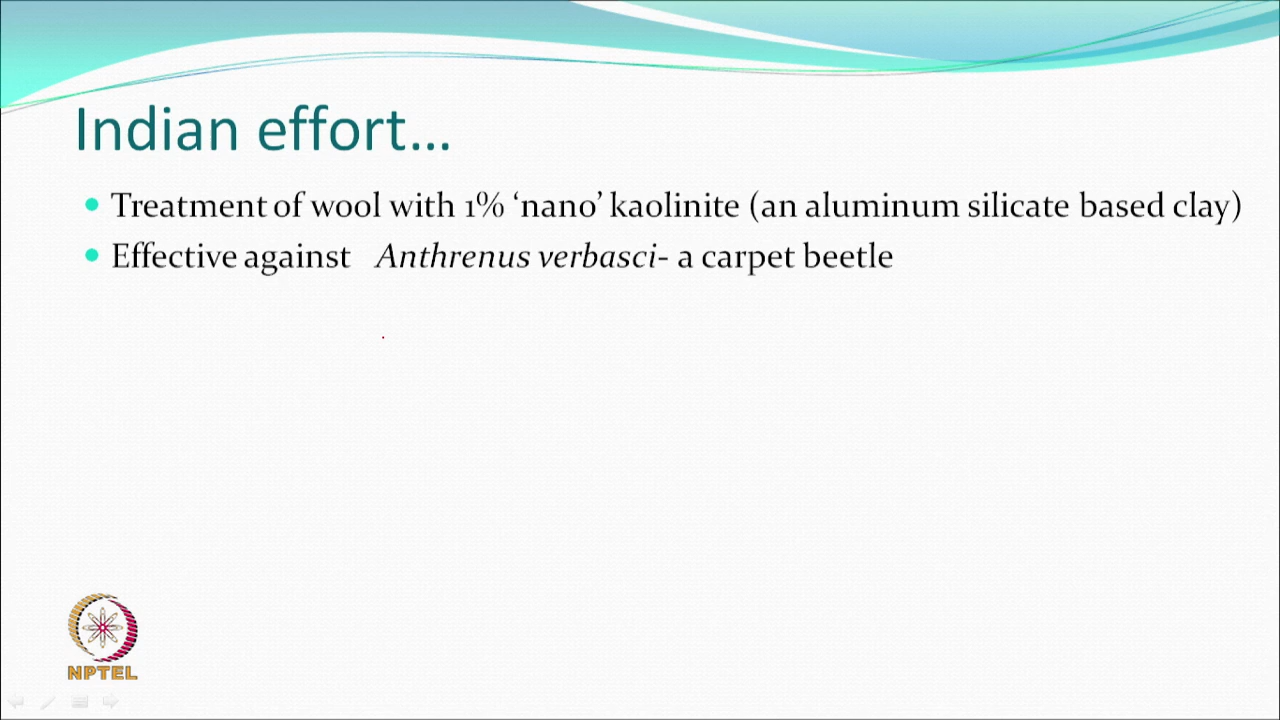 Indian effort...
Treatment of wool with 1% ‘nano’ kaolinite (an aluminum silicate based clay)
Effective against Anthrenus verbasci- a carpet beetle
NPTEL